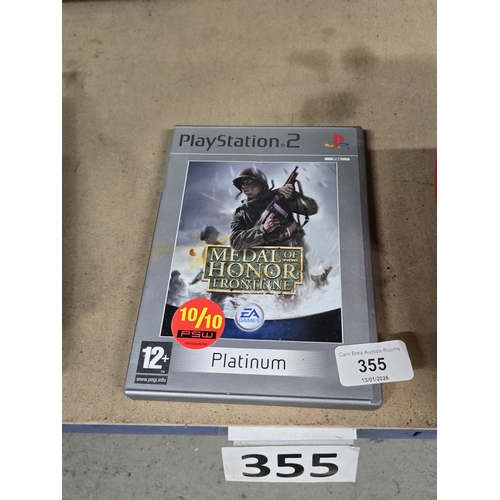 PlayStation 2
MEDAL OF
HONOR
FRONTLINE
10/10
PSW
EA
GAMES
12+
www.pegi.info
Platinum
Cam Brea Auction Rooms
355
13/01/2026
355